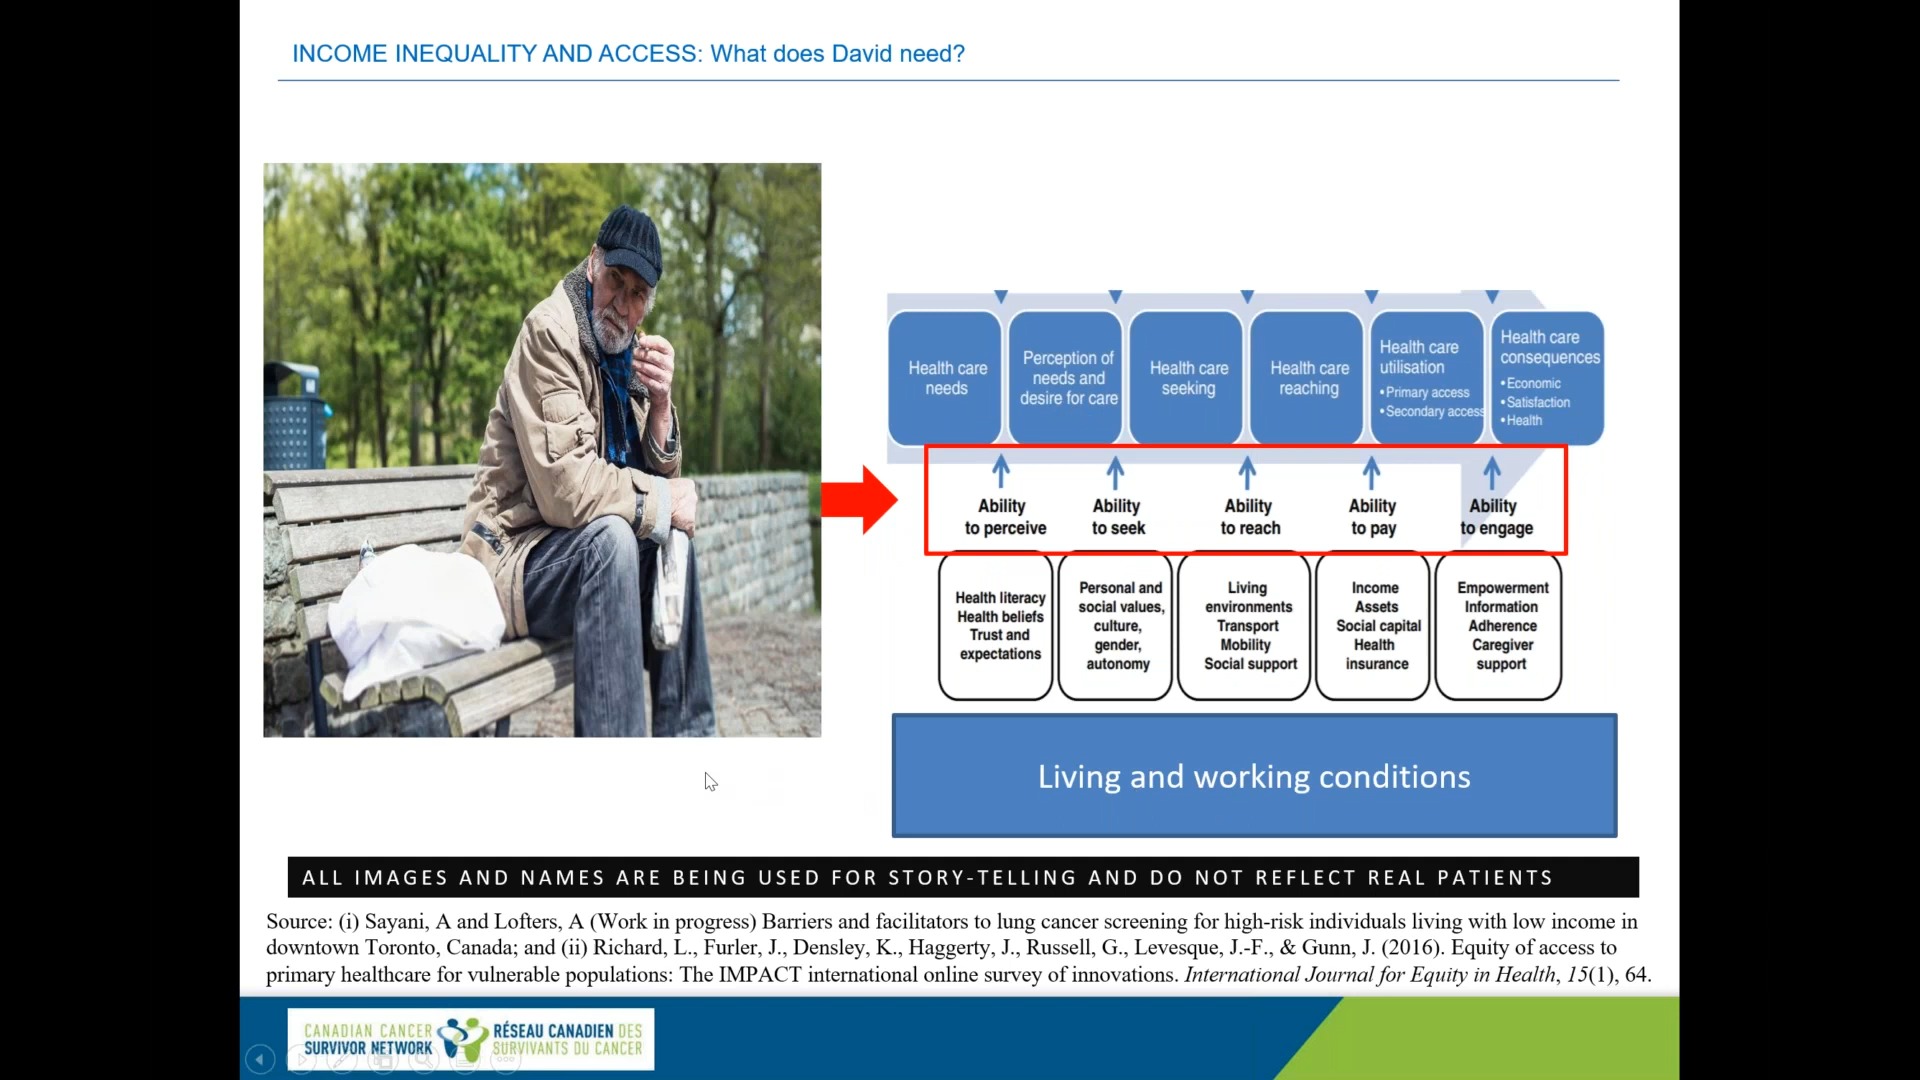 INCOME INEQUALITY AND ACCESS: What does David need?
Health care
needs
Perception of
needs and
desire for care
Health care
seeking
Health care
reaching
Health care
utilisation
•Primary access
•Secondary access
Health care
consequences
•Economic
•Satisfaction
•Health
Ability
to perceive
Ability
to seek
Ability
to reach
Ability
to pay
Ability
to engage
Health literacy
Health beliefs
Trust and
expectations
Personal and
social values,
culture,
gender,
autonomy
Living
environments
Transport
Mobility
Social support
Income
Assets
Social capital
Health
insurance
Empowerment
Information
Adherence
Caregiver
support
Living and working conditions
ALL IMAGES AND NAMES ARE BEING USED FOR STORY-TELLING AND DO NOT REFLECT REAL PATIENTS
Source: (i) Sayani, A and Lofters, A (Work in progress) Barriers and facilitators to lung cancer screening for high-risk individuals living with low income in
downtown Toronto, Canada; and (ii) Richard, L., Furler, J., Densley, K., Haggerty, J., Russell, G., Levesque, J.-F., & Gunn, J. (2016). Equity of access to
primary healthcare for vulnerable populations: The IMPACT international online survey of innovations. International Journal for Equity in Health, 15(1), 64.
CANADIAN CANCER
SURVIVOR NETWORK
RÉSEAU CANADIEN DES
SURVIVANTS DU CANCER